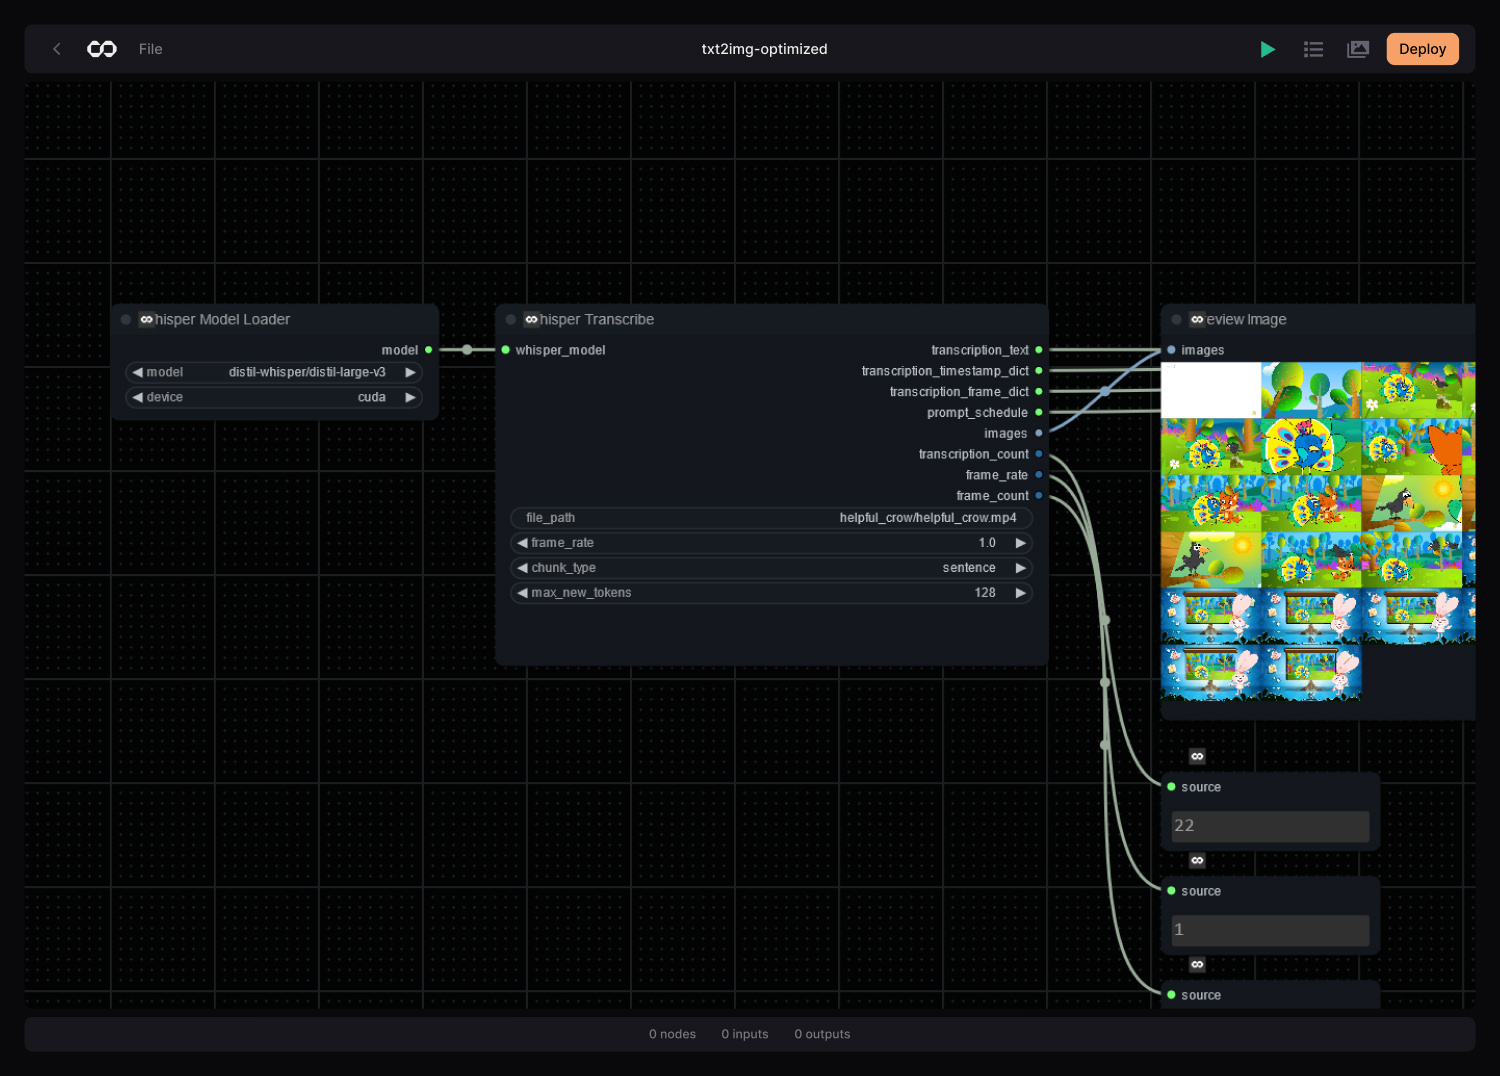 File
txt2img-optimized
Deploy
hisper Model Loader
model
model distil-whisper/distil-large-v3
device cuda
hisper Transcribe
whisper_model
transcription_text
transcription_timestamp_dict
transcription_frame_dict
prompt_schedule
images
transcription_count
frame_rate
frame_count
file_path helpful_crow/helpful_crow.mp4
frame_rate 1.0
chunk_type sentence
max_new_tokens 128
eview Image
images
source
22
source
1
source
0 nodes 0 inputs 0 outputs